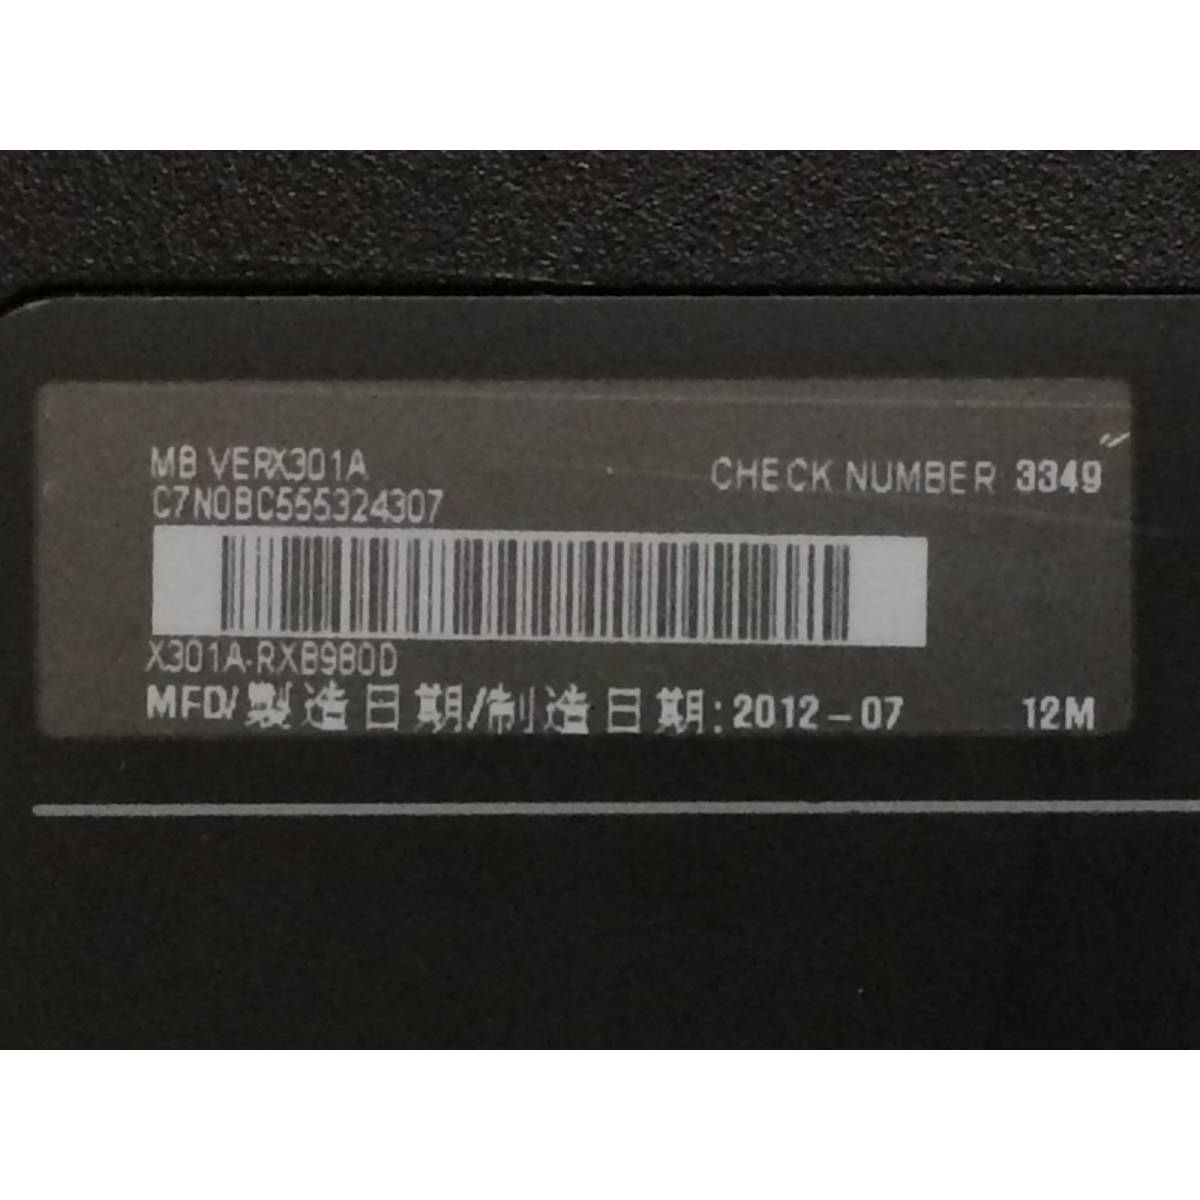 MB VERX301A
CHECK NUMBER 3349
C7N0BC555324307
X301A-RXB980D
MFD/製造日期/制造日期:2012-07 12M